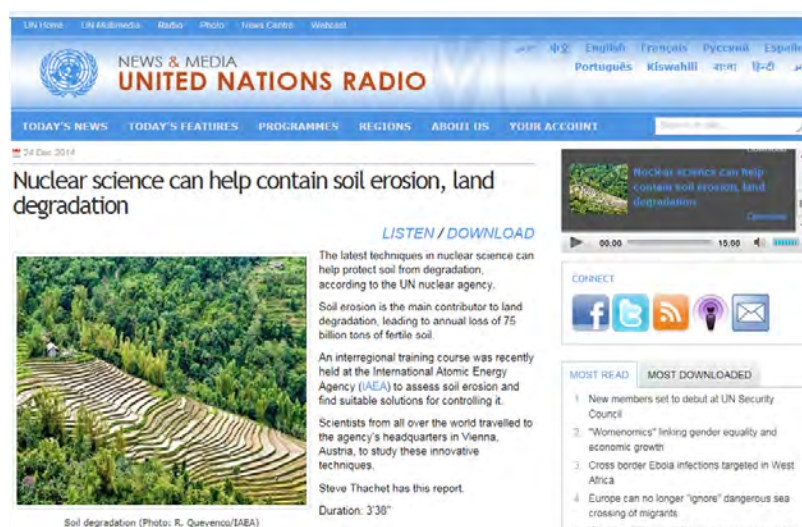 UN Home UN Multimedia Radio Photo News Centre Webcast
NEWS & MEDIA
UNITED NATIONS RADIO
中文 English Français Русский Españ
Português Kiswahili हिन्दी
TODAY'S NEWS TODAY'S FEATURES PROGRAMMES REGIONS ABOUT US YOUR ACCOUNT
24 Dec 2014
Nuclear science can help contain soil erosion, land
degradation
LISTEN / DOWNLOAD
The latest techniques in nuclear science can
help protect soil from degradation,
according to the UN nuclear agency.
Soil erosion is the main contributor to land
degradation, leading to annual loss of 75
billion tons of fertile soil.
An interregional training course was recently
held at the International Atomic Energy
Agency (IAEA) to assess soil erosion and
find suitable solutions for controlling it.
Scientists from all over the world travelled to
the agency's headquarters in Vienna,
Austria, to study these innovative
techniques.
Steve Thachet has this report.
Duration: 3'38"
Soil degradation (Photo: R. Quevenco/IAEA)
Nuclear science can help
contain soil erosion, land
degradation
Download
00:00 15:00
CONNECT
MOST READ MOST DOWNLOADED
1 New members set to debut at UN Security
Council
2 "Womenomics" linking gender equality and
economic growth
3 Cross border Ebola infections targeted in West
Africa
4 Europe can no longer "ignore" dangerous sea
crossing of migrants